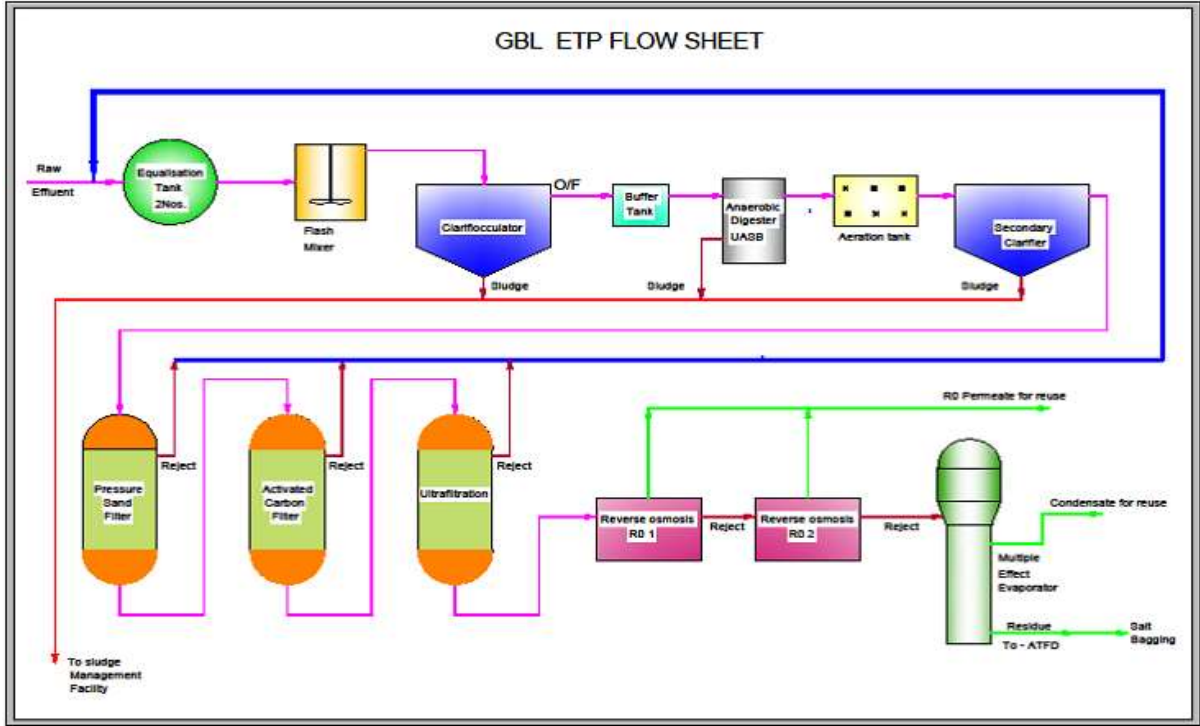 GBL ETP FLOW SHEET
Raw
Effluent
Equalisation
Tank
2Nos.
Flash
Mixer
Clariflocculator
O/F
Buffer
Tank
Anaerobic
Digester
UASB
Aeration tank
Secondary
Clarifier
Sludge
Sludge
Sludge
Reject
Reject
Reject
Pressure
Sand
Filter
Activated
Carbon
Filter
Ultrafiltration
R0 Permeate for reuse
Reverse osmosis
R0 1
Reject
Reverse osmosis
R0 2
Reject
Condensate for reuse
Multiple
Effect
Evaporator
Residue
To - ATFD
Salt
Bagging
To sludge
Management
Facility